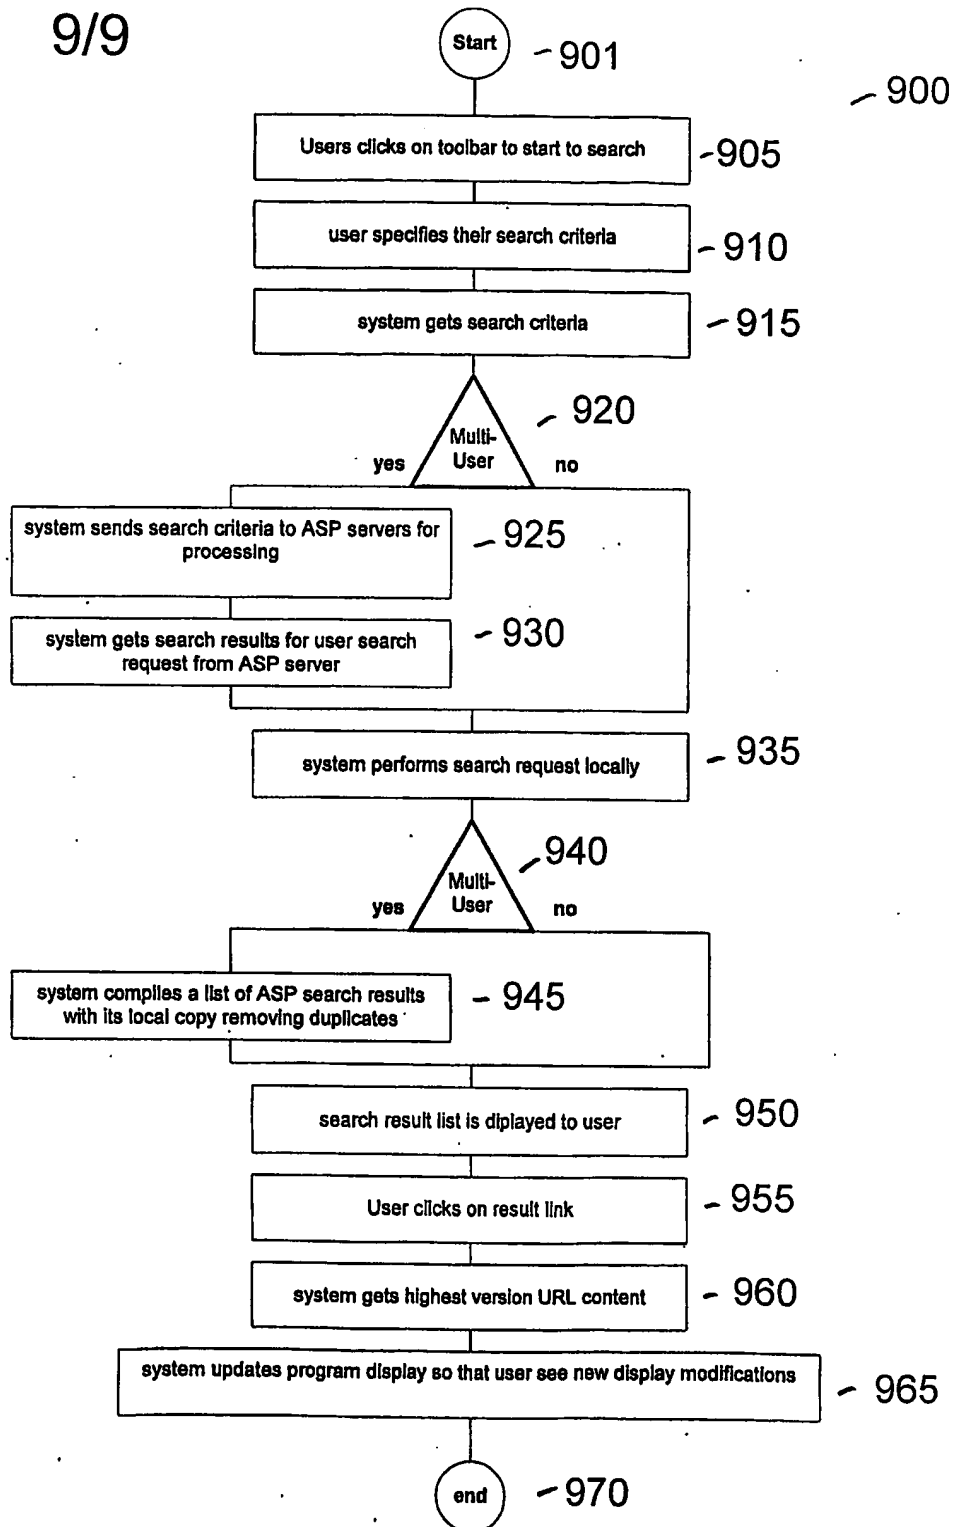 9/9
Start
901
900
Users clicks on toolbar to start to search
905
user specifies their search criteria
910
system gets search criteria
915
920
Multi-
User
yes
no
system sends search criteria to ASP servers for
processing
925
system gets search results for user search
request from ASP server
930
system performs search request locally
935
940
Multi-
User
yes
no
system compiles a list of ASP search results
with its local copy removing duplicates
945
search result list is diplayed to user
950
User clicks on result link
955
system gets highest version URL content
960
system updates program display so that user see new display modifications
965
end
970